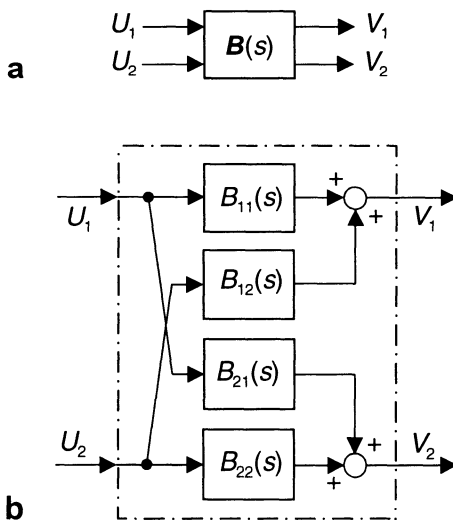 U₁ V₁
B(s)
U₂ V₂
a
+
B₁₁(s)
U₁ + V₁
B₁₂(s)
B₂₁(s)
U₂ + V₂
B₂₂(s)
+
b